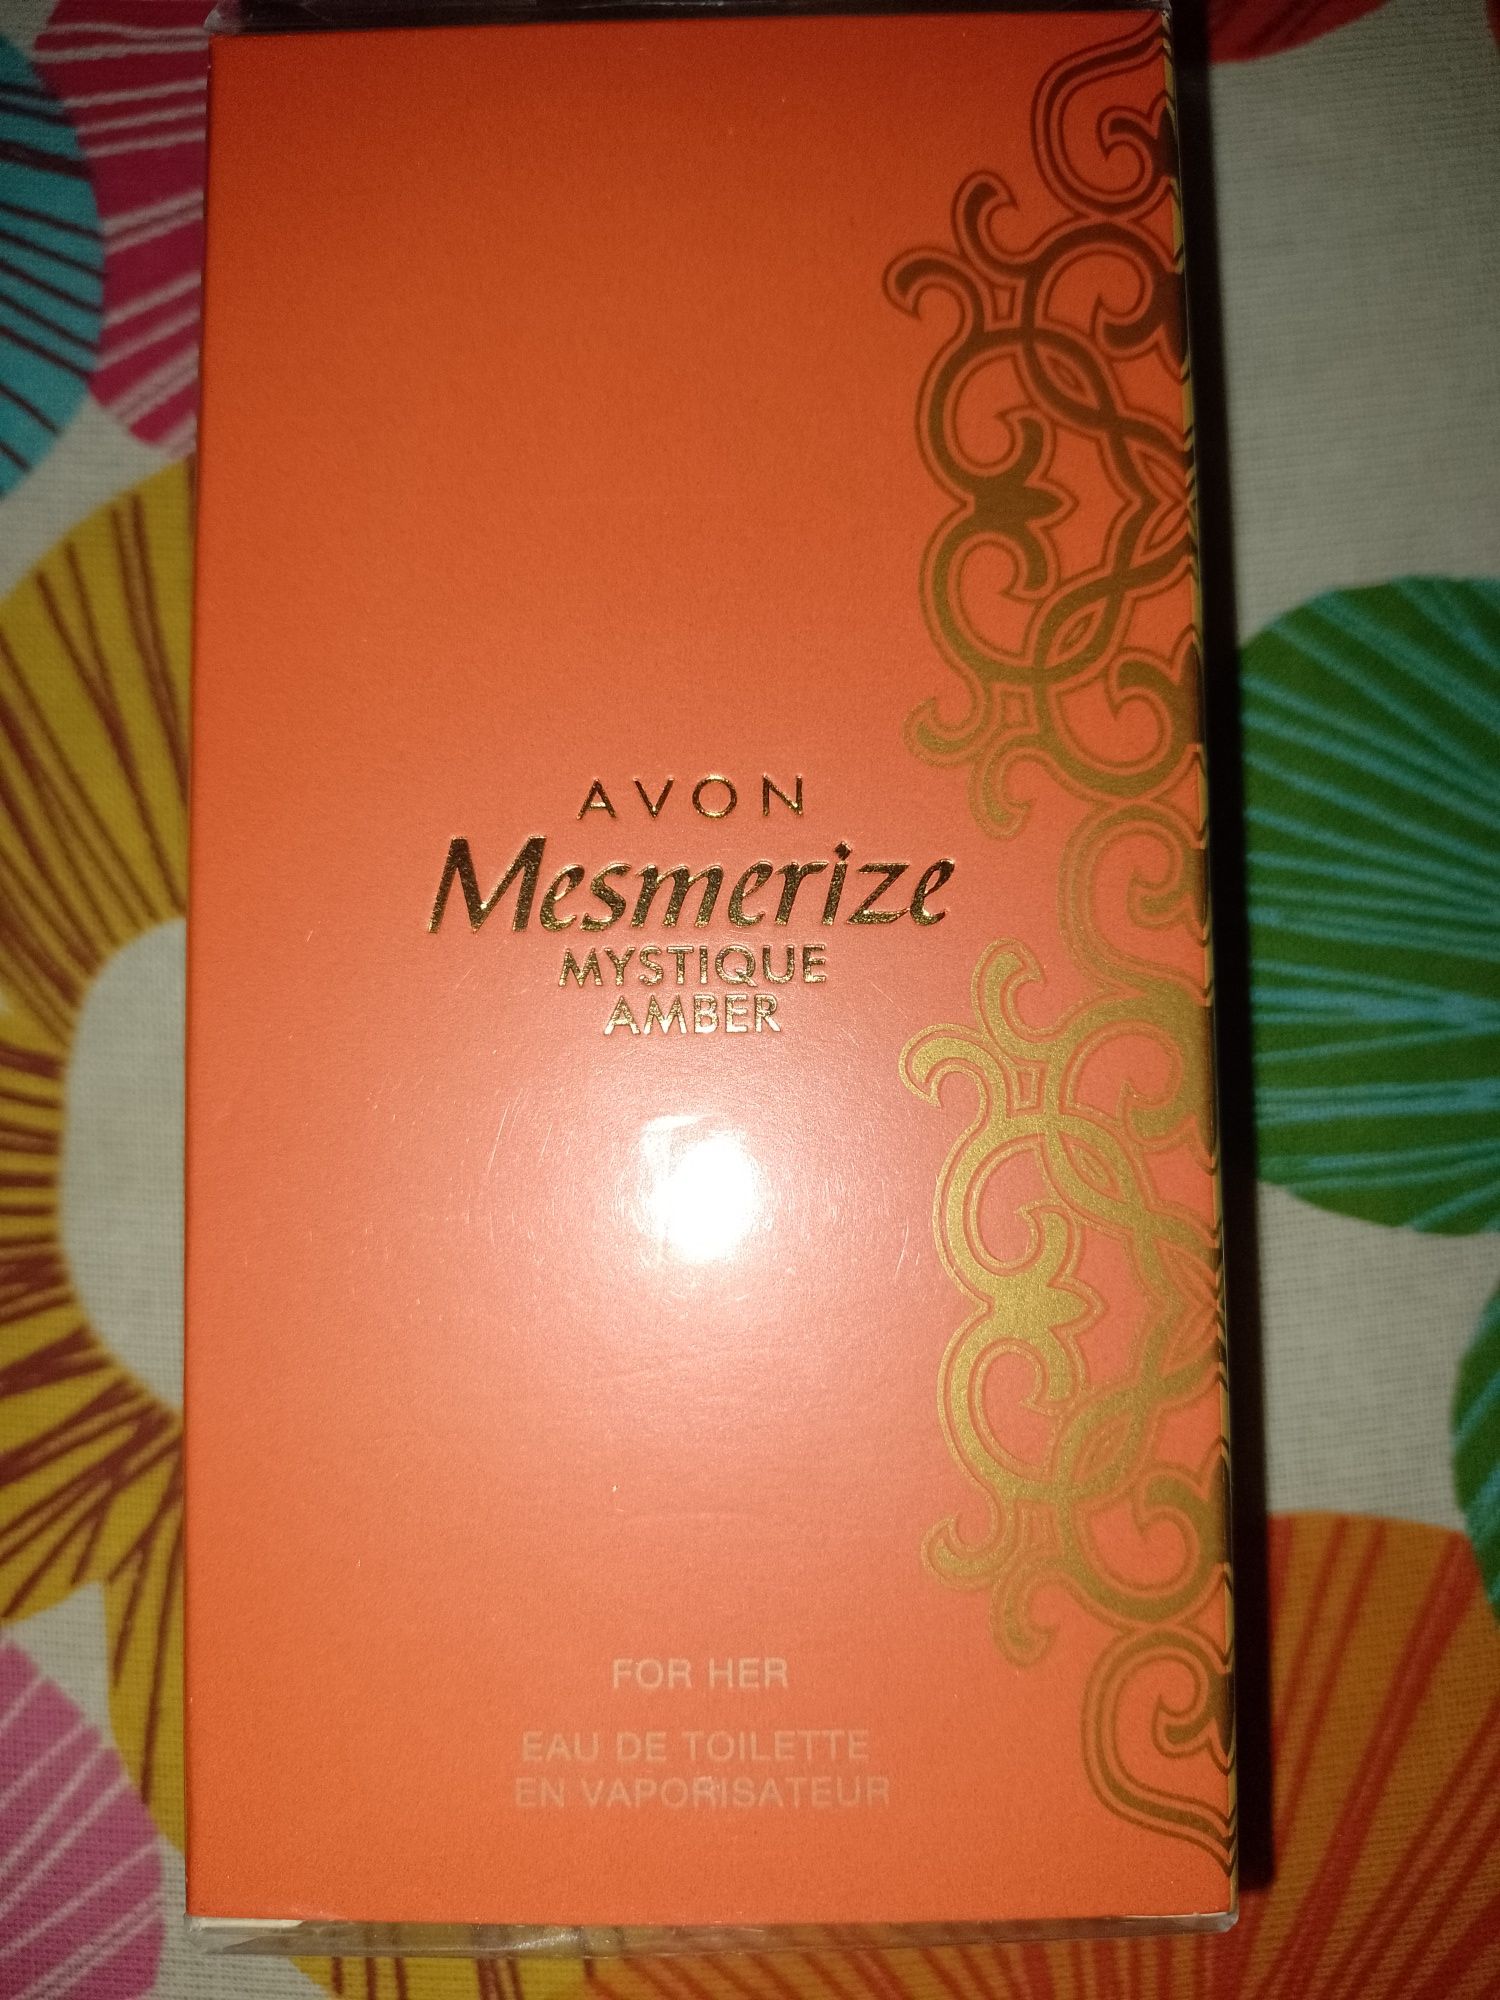 AVON
Mesmerize
MYSTIQUE
AMBER
FOR HER
EAU DE TOILETTE
EN VAPORISATEUR